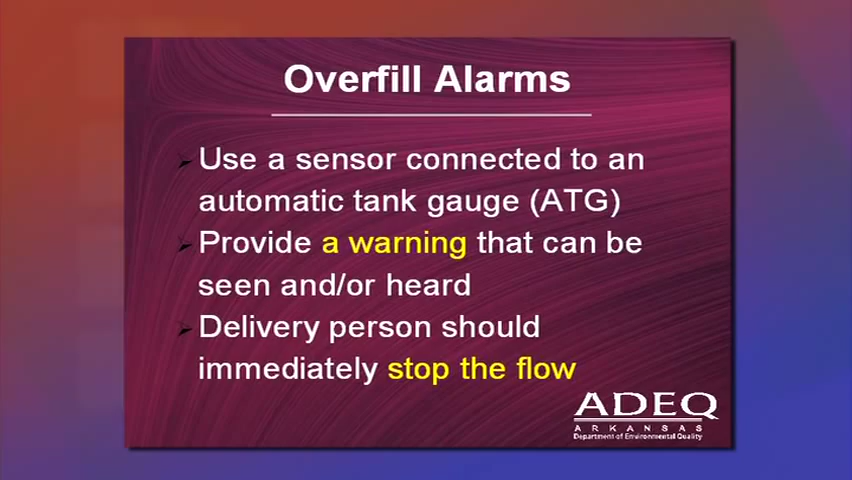 Overfill Alarms
Use a sensor connected to an
automatic tank gauge (ATG)
Provide a warning that can be
seen and/or heard
Delivery person should
immediately stop the flow
ADEQ
ARKANSAS
Department of Environmental Quality